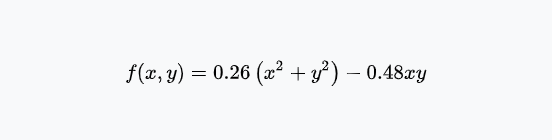 f(x, y) = 0.26 (x² + y²) − 0.48xy